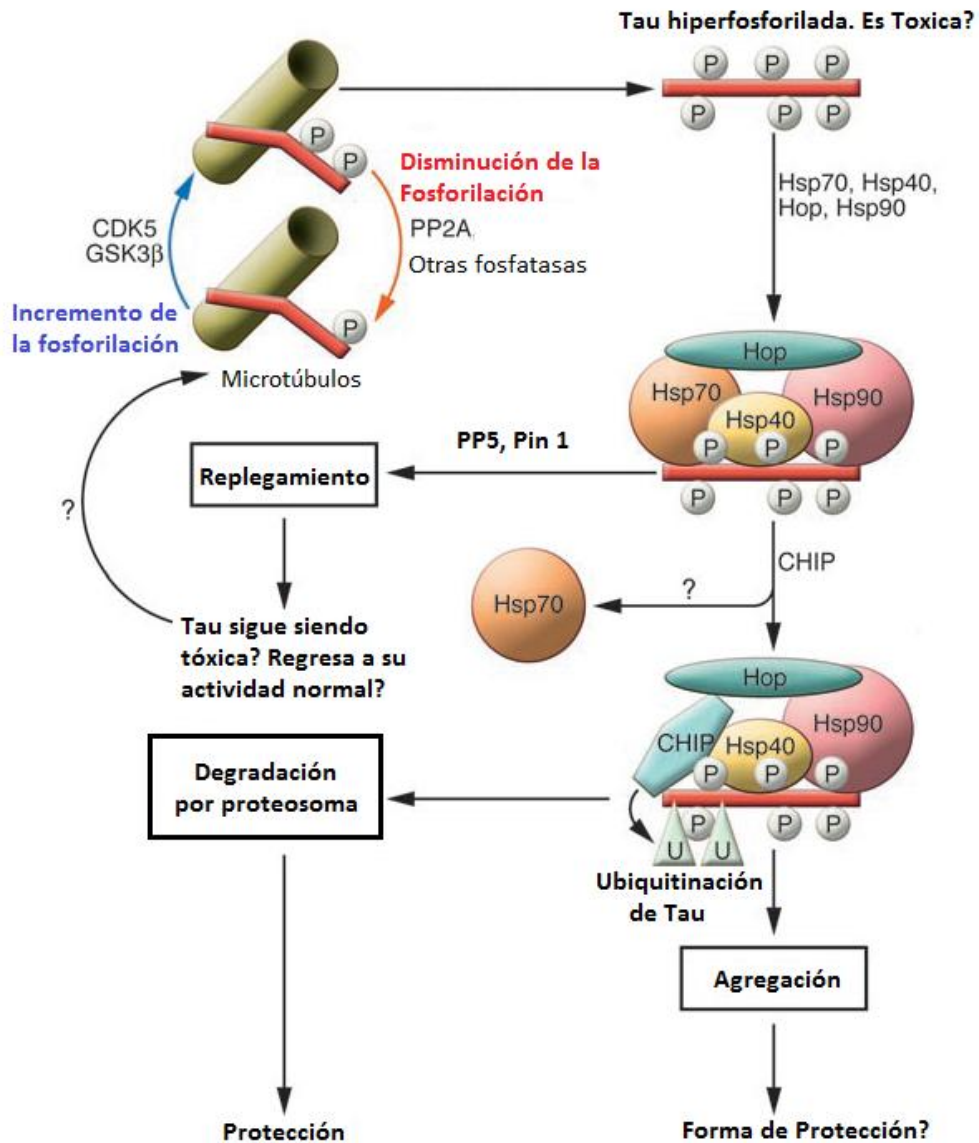 Tau hiperfosforilada. Es Toxica?
P P P
P P P
P
P
Disminución de la
Fosforilación
CDK5
GSK3β
PP2A
Otras fosfatasas
Incremento de
la fosforilación
P
Microtúbulos
Hsp70, Hsp40,
Hop, Hsp90
Hop
Hsp70
Hsp40
Hsp90
P P P
P P P
PP5, Pin 1
Replegamiento
?
CHIP
?
Hsp70
Tau sigue siendo
tóxica? Regresa a su
actividad normal?
Hop
CHIP
Hsp40
Hsp90
P P P
P P P
U U
Degradación
por proteosoma
Ubiquitinación
de Tau
Agregación
Protección
Forma de Protección?